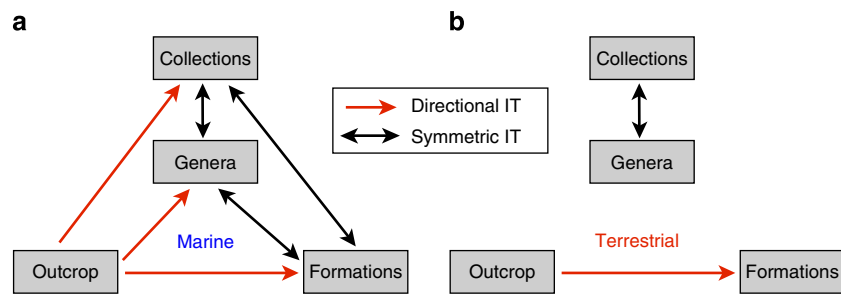 a
Collections
Genera
Marine
Outcrop
Formations
Directional IT
Symmetric IT
b
Collections
Genera
Terrestrial
Outcrop
Formations